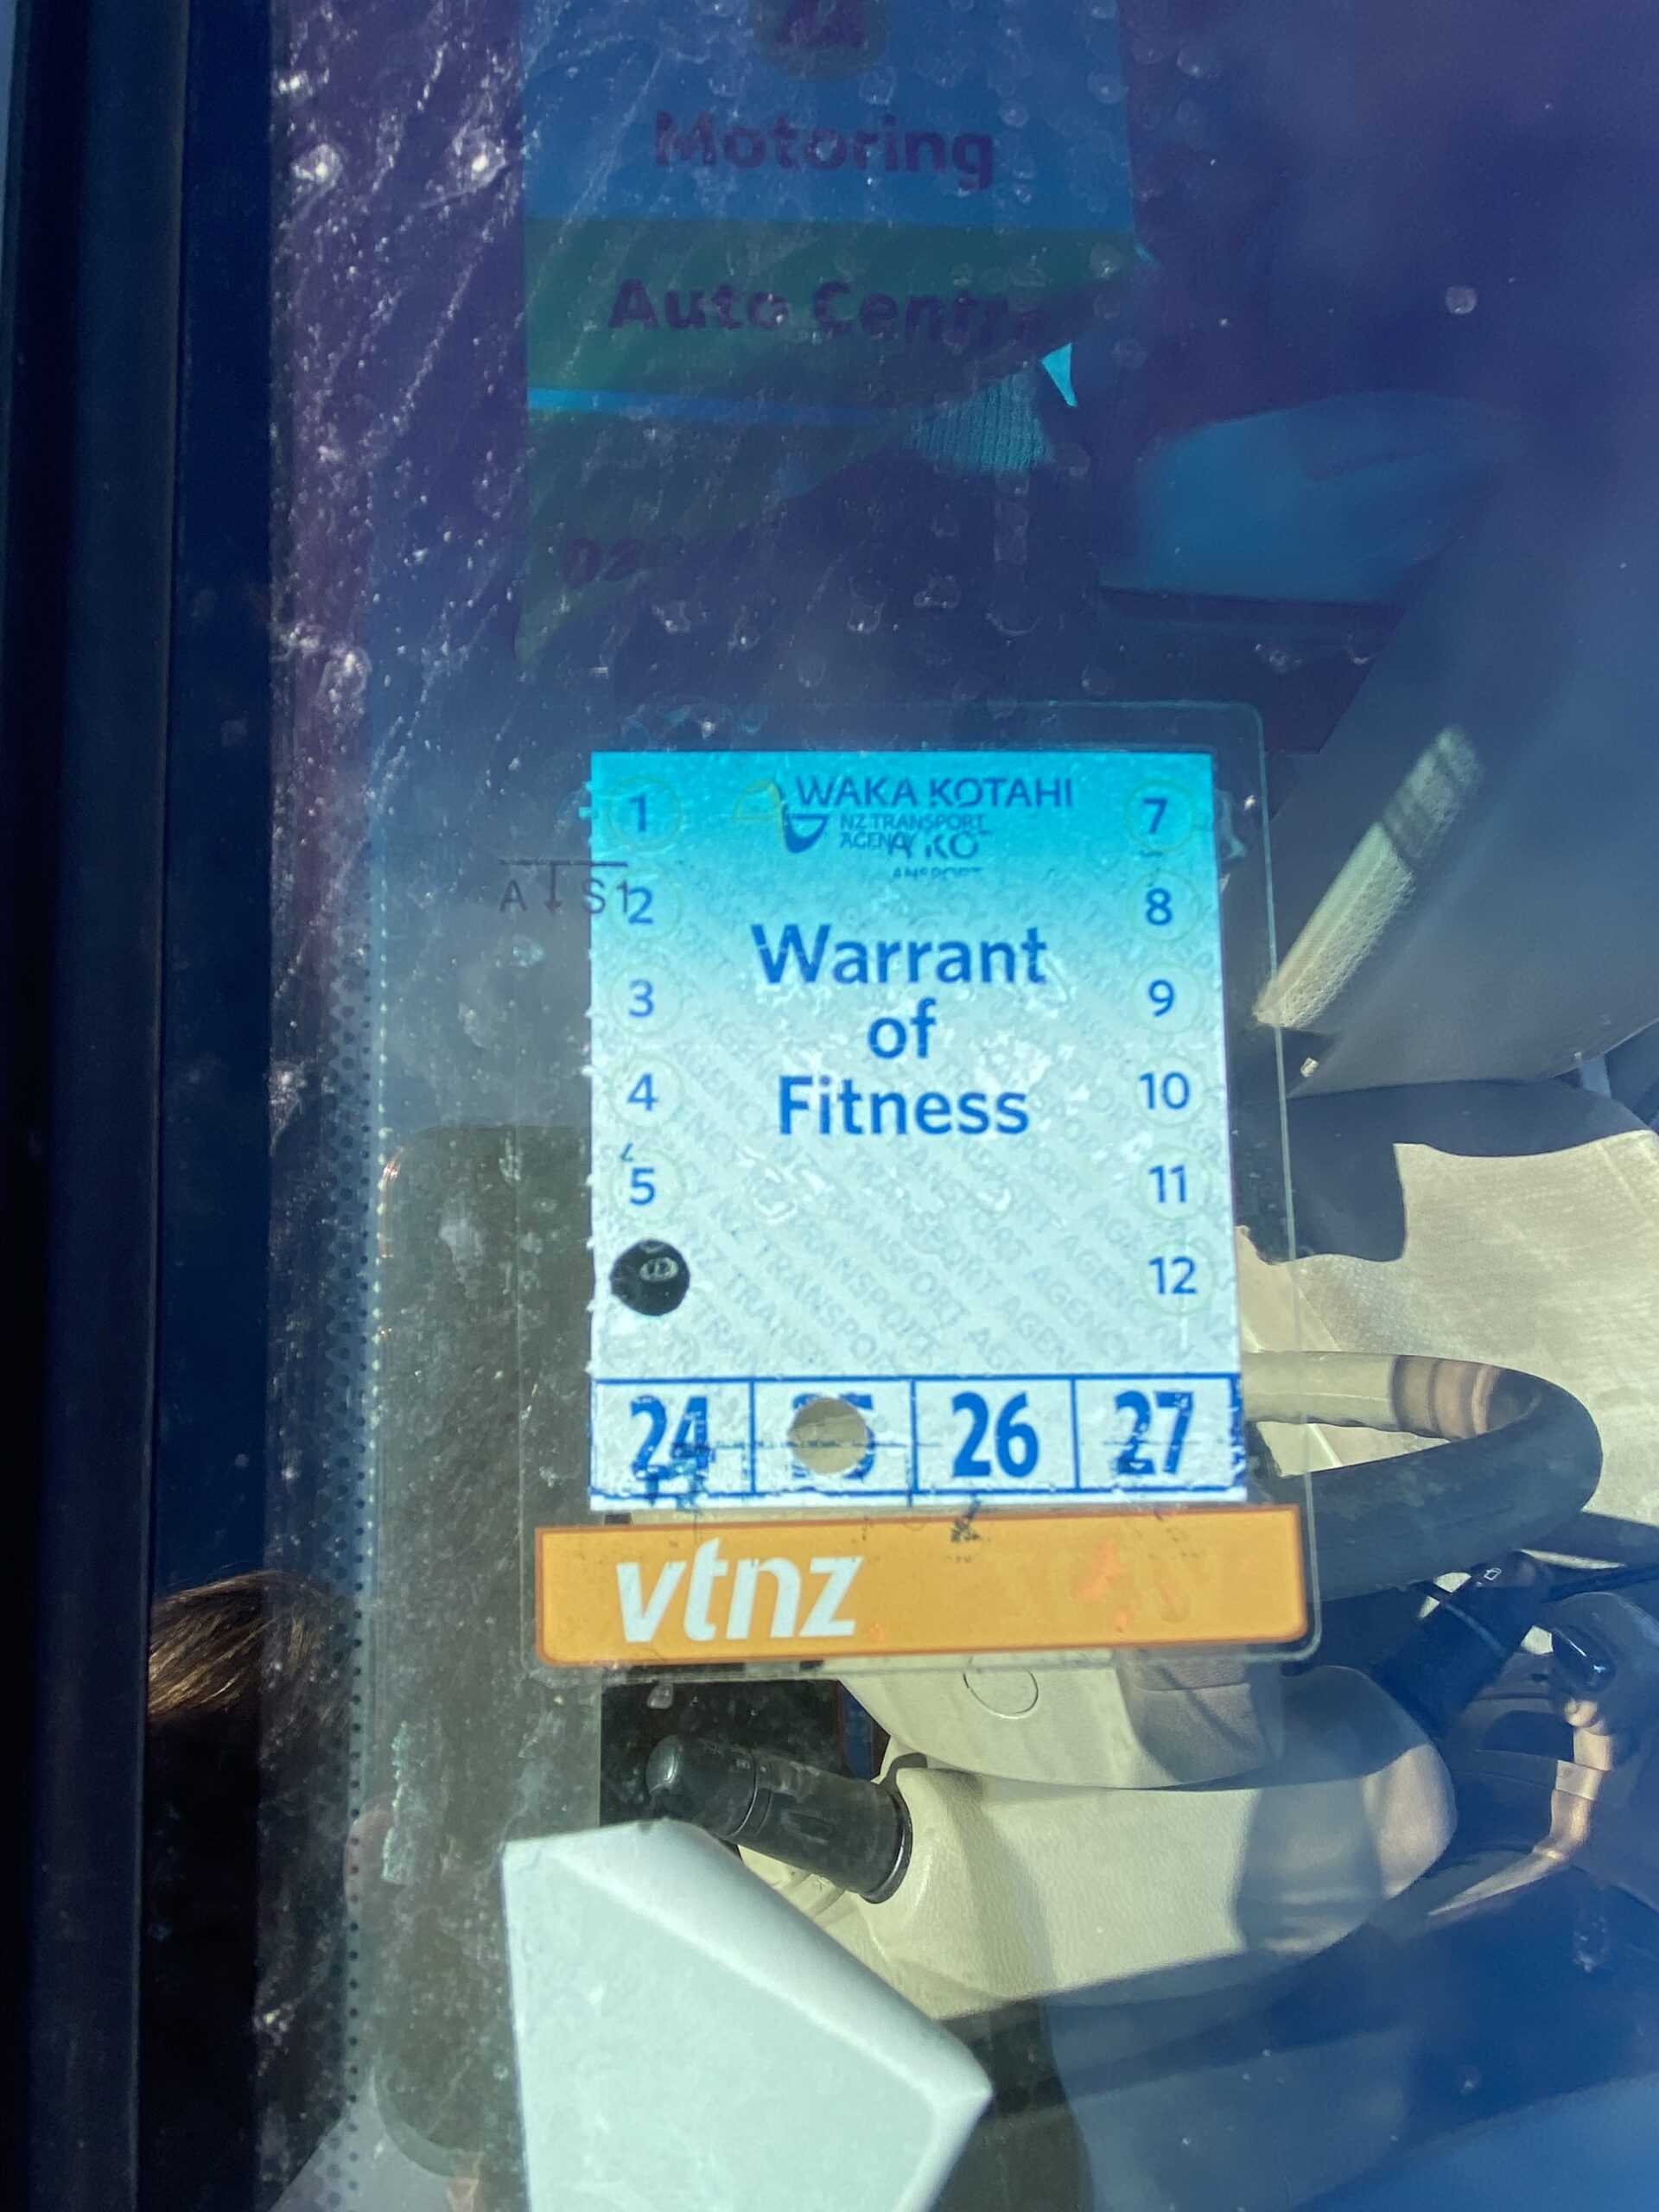 Motoring
Auto Centre
WAKA KOTAHI
NZ TRANSPORT
AGENCY
A ↓ S1
1
2
3
4
5
7
8
9
10
11
12
Warrant
of
Fitness
24 26 27
vtnz